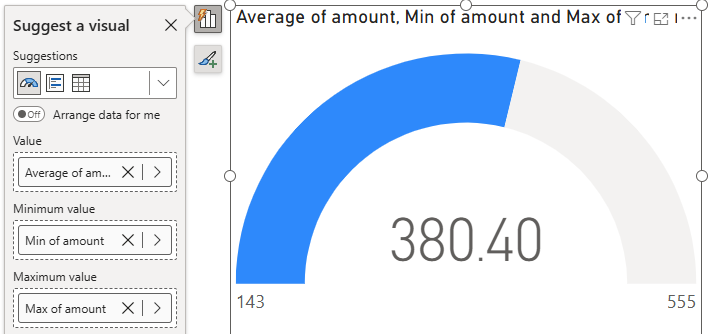 Suggest a visual
Suggestions
Off Arrange data for me
Value
Average of am...
Minimum value
Min of amount
Maximum value
Max of amount
Average of amount, Min of amount and Max of
380.40
143
555